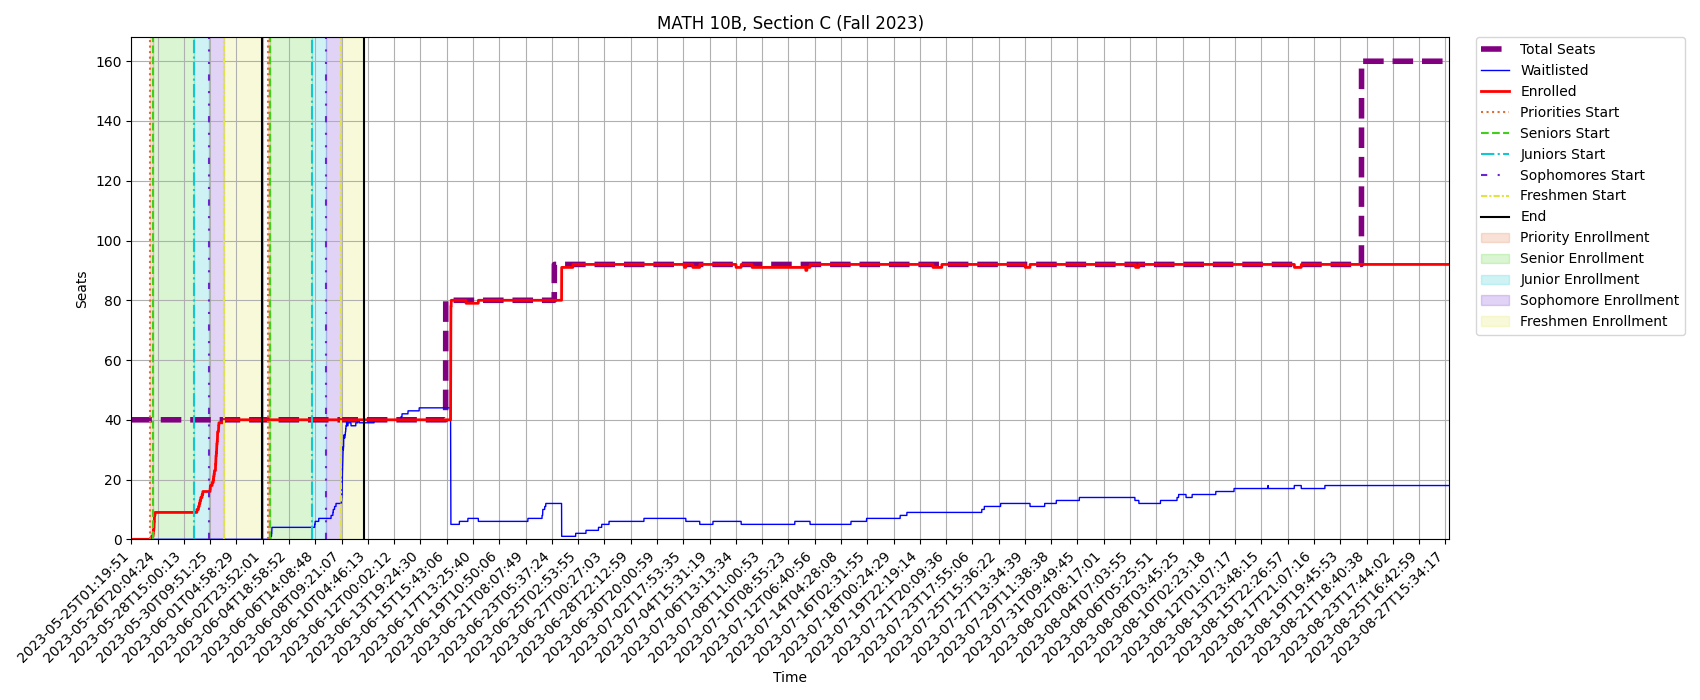 MATH 10B, Section C (Fall 2023)
Seats
160
140
120
100
80
60
40
20
0
2023-05-25T01:19:51
2023-05-26T20:04:24
2023-05-28T15:00:13
2023-05-30T09:51:25
2023-06-01T04:58:29
2023-06-02T23:52:01
2023-06-04T18:58:52
2023-06-06T14:08:48
2023-06-08T09:21:07
2023-06-10T04:46:13
2023-06-12T00:02:12
2023-06-13T19:24:30
2023-06-15T15:43:06
2023-06-17T13:25:40
2023-06-19T10:50:06
2023-06-21T08:07:49
2023-06-23T05:37:24
2023-06-25T02:53:55
2023-06-27T00:27:03
2023-06-28T22:12:59
2023-06-30T20:00:59
2023-07-02T17:53:35
2023-07-04T15:31:19
2023-07-06T13:13:34
2023-07-08T11:00:53
2023-07-10T08:55:23
2023-07-12T06:40:56
2023-07-14T04:28:08
2023-07-16T02:31:55
2023-07-18T00:24:29
2023-07-19T22:19:14
2023-07-21T20:09:36
2023-07-23T17:55:06
2023-07-25T15:36:22
2023-07-27T13:34:39
2023-07-29T11:38:38
2023-07-31T09:49:45
2023-08-02T08:17:01
2023-08-04T07:03:55
2023-08-06T05:25:51
2023-08-08T03:45:25
2023-08-10T02:23:18
2023-08-12T01:07:17
2023-08-13T23:48:15
2023-08-15T22:26:57
2023-08-17T21:07:16
2023-08-19T19:45:53
2023-08-21T18:40:38
2023-08-23T17:44:02
2023-08-25T16:42:59
2023-08-27T15:34:17
Time
Total Seats
Waitlisted
Enrolled
Priorities Start
Seniors Start
Juniors Start
Sophomores Start
Freshmen Start
End
Priority Enrollment
Senior Enrollment
Junior Enrollment
Sophomore Enrollment
Freshmen Enrollment